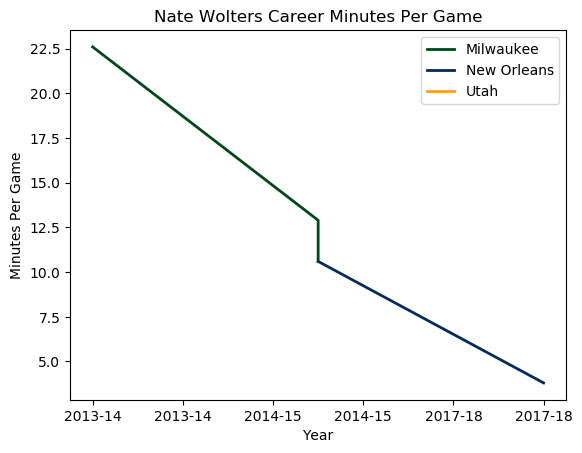 Nate Wolters Career Minutes Per Game
Milwaukee
New Orleans
Utah
22.5
20.0
17.5
15.0
12.5
10.0
7.5
5.0
Minutes Per Game
2013-14 2013-14 2014-15 2014-15 2017-18 2017-18
Year